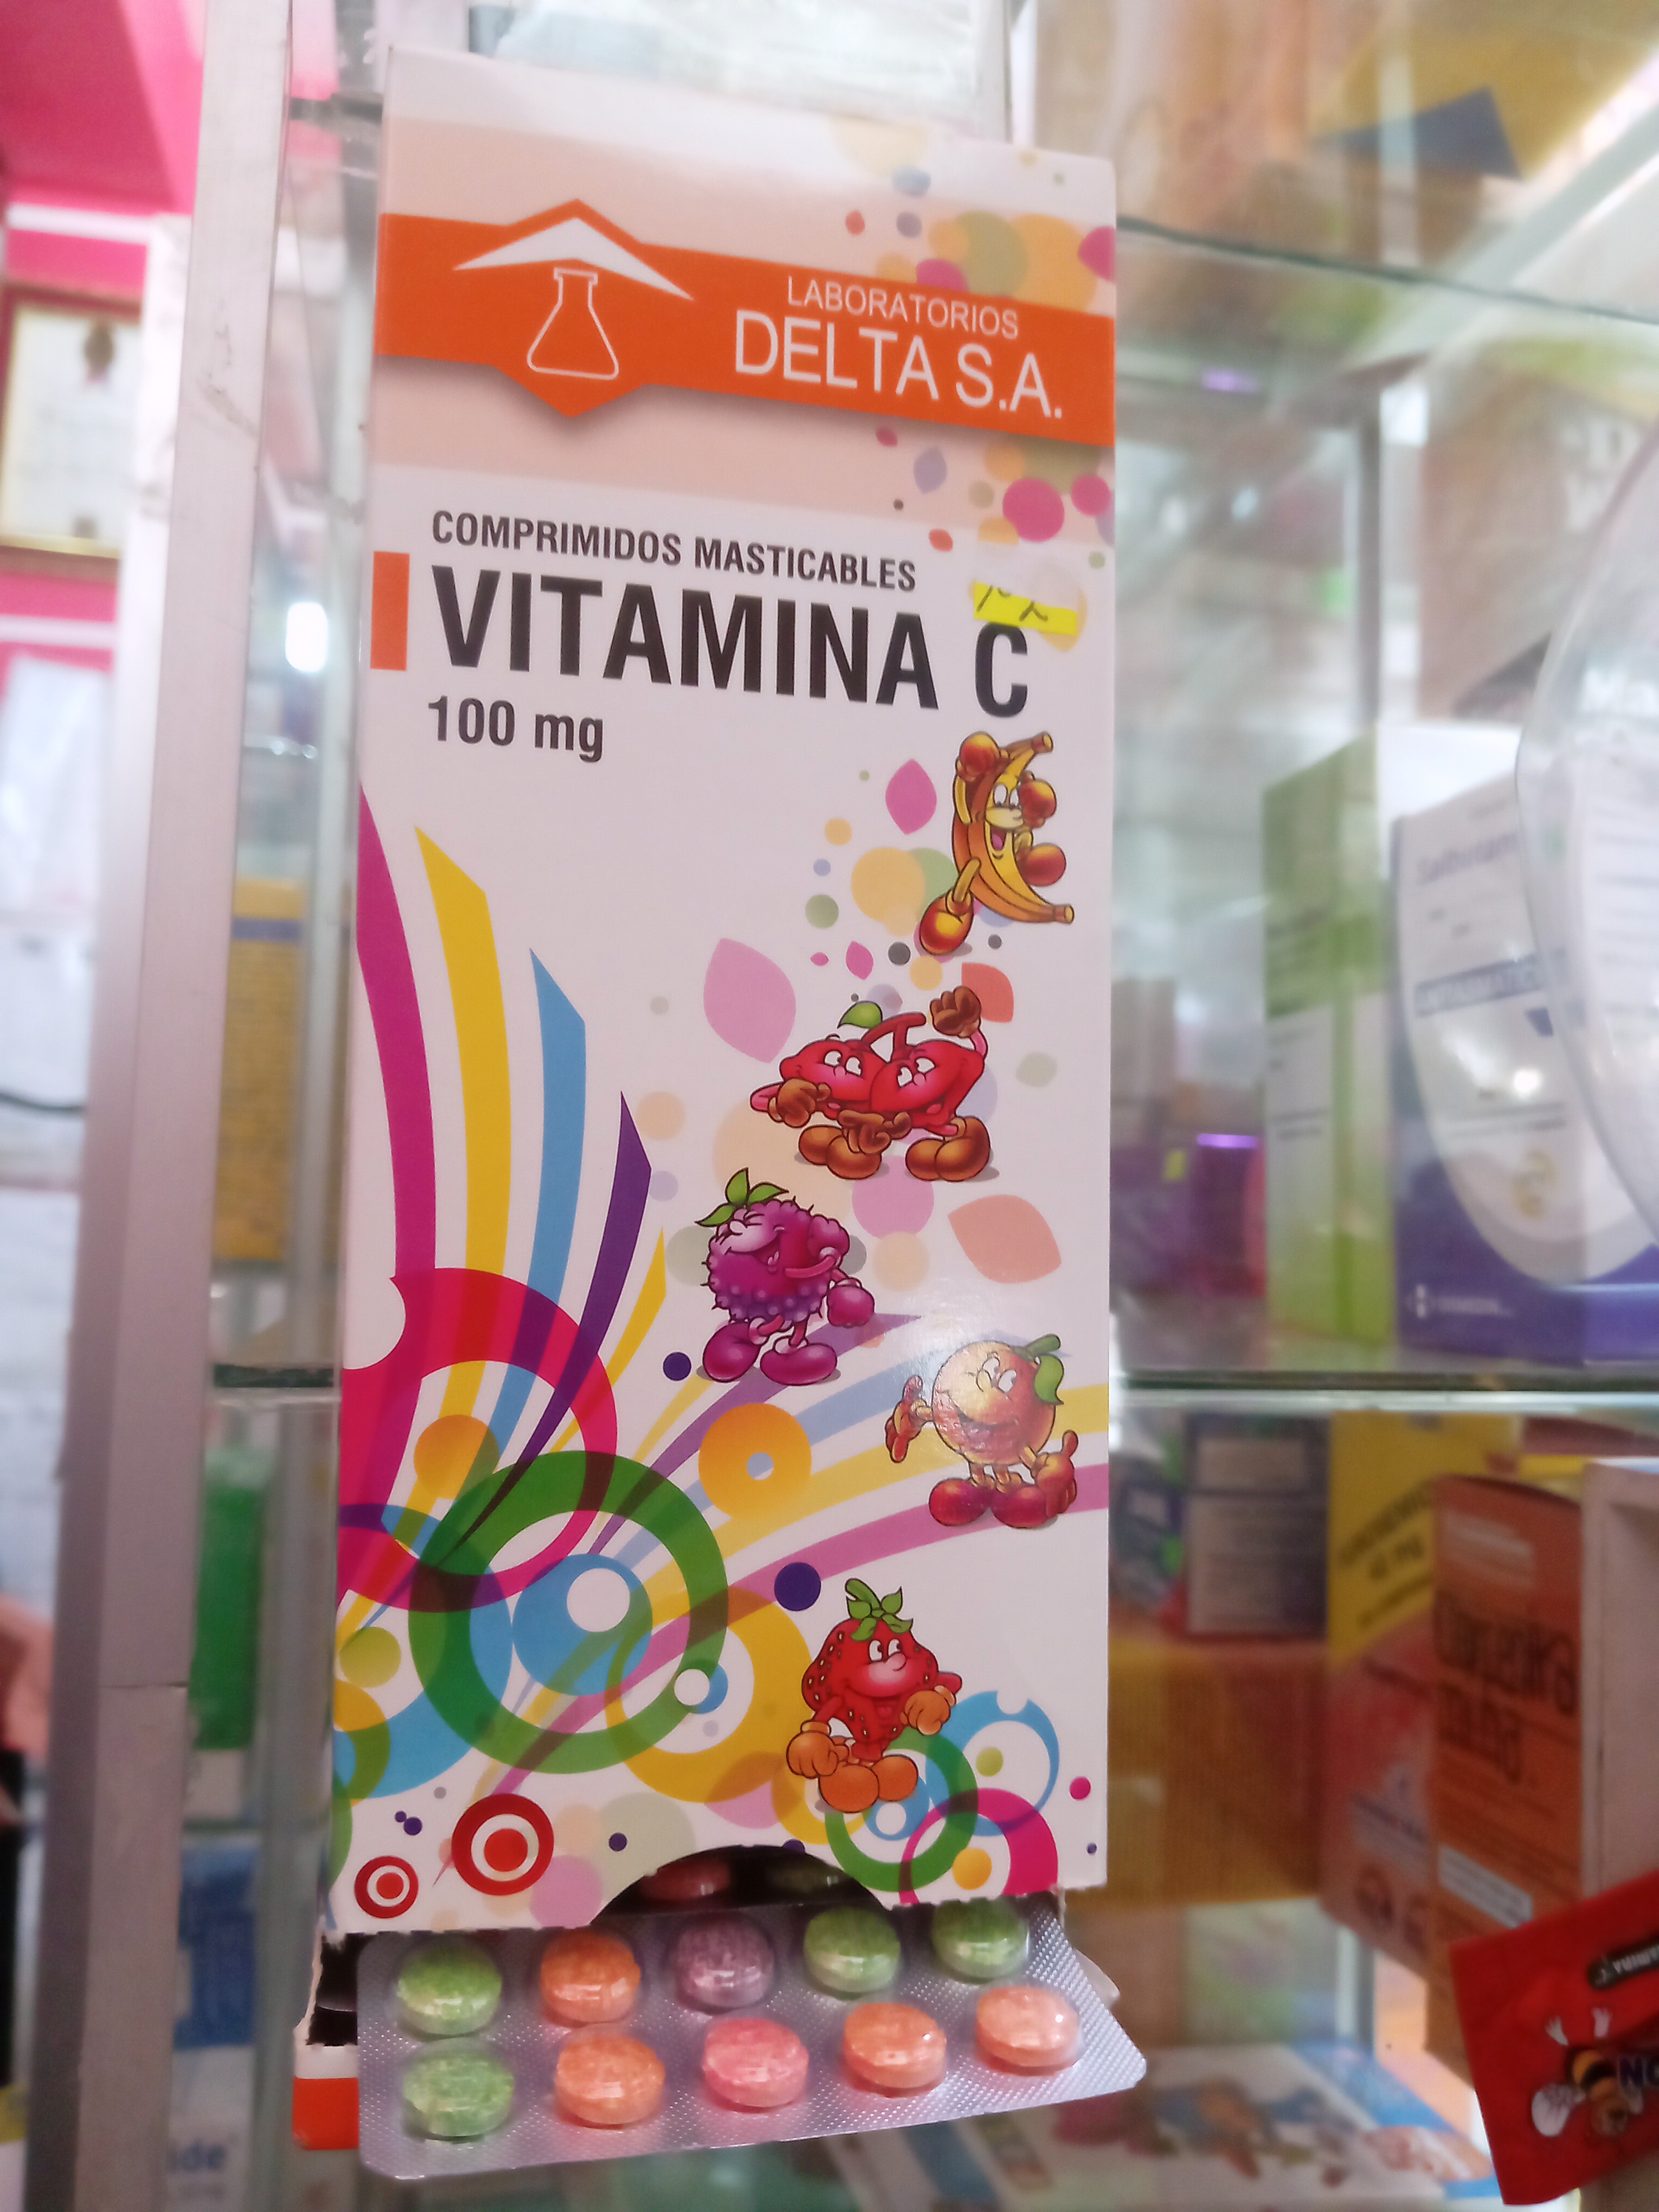 LABORATORIOS
DELTA S.A.
COMPRIMIDOS MASTICABLES
VITAMINA C
100 mg